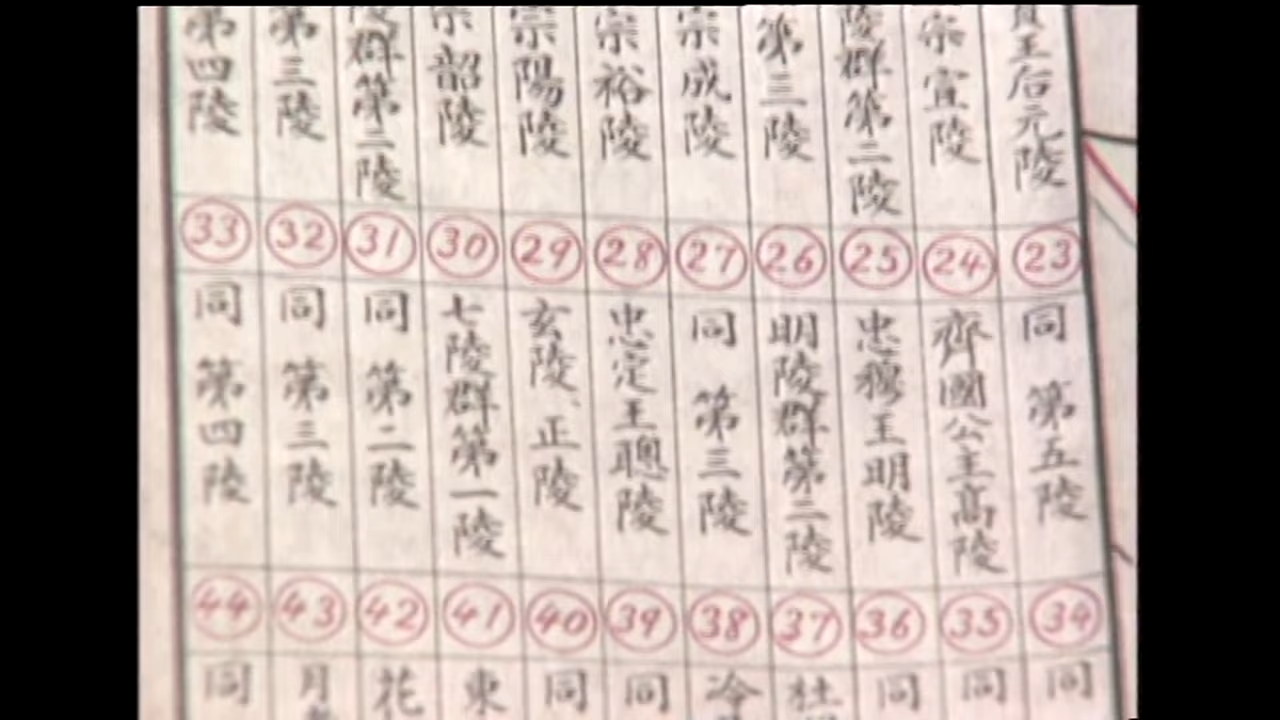 王后元陵
宗宣陵
陵群第二陵
第三陵
宗成陵
宗裕陵
宗陽陵
宗韶陵
陵群第二陵
第三陵
第四陵
23
同 第五陵
24
齊國公主高陵
25
忠穆王明陵
26
明陵群第二陵
27
同 第三陵
28
忠定王聰陵
29
玄陵、正陵
30
七陵群第一陵
31
同 第二陵
32
同 第三陵
33
同 第四陵
34
同
35
同
36
同
37
杜
38
冷
39
同
40
同
41
東
42
花
43
月
44
同